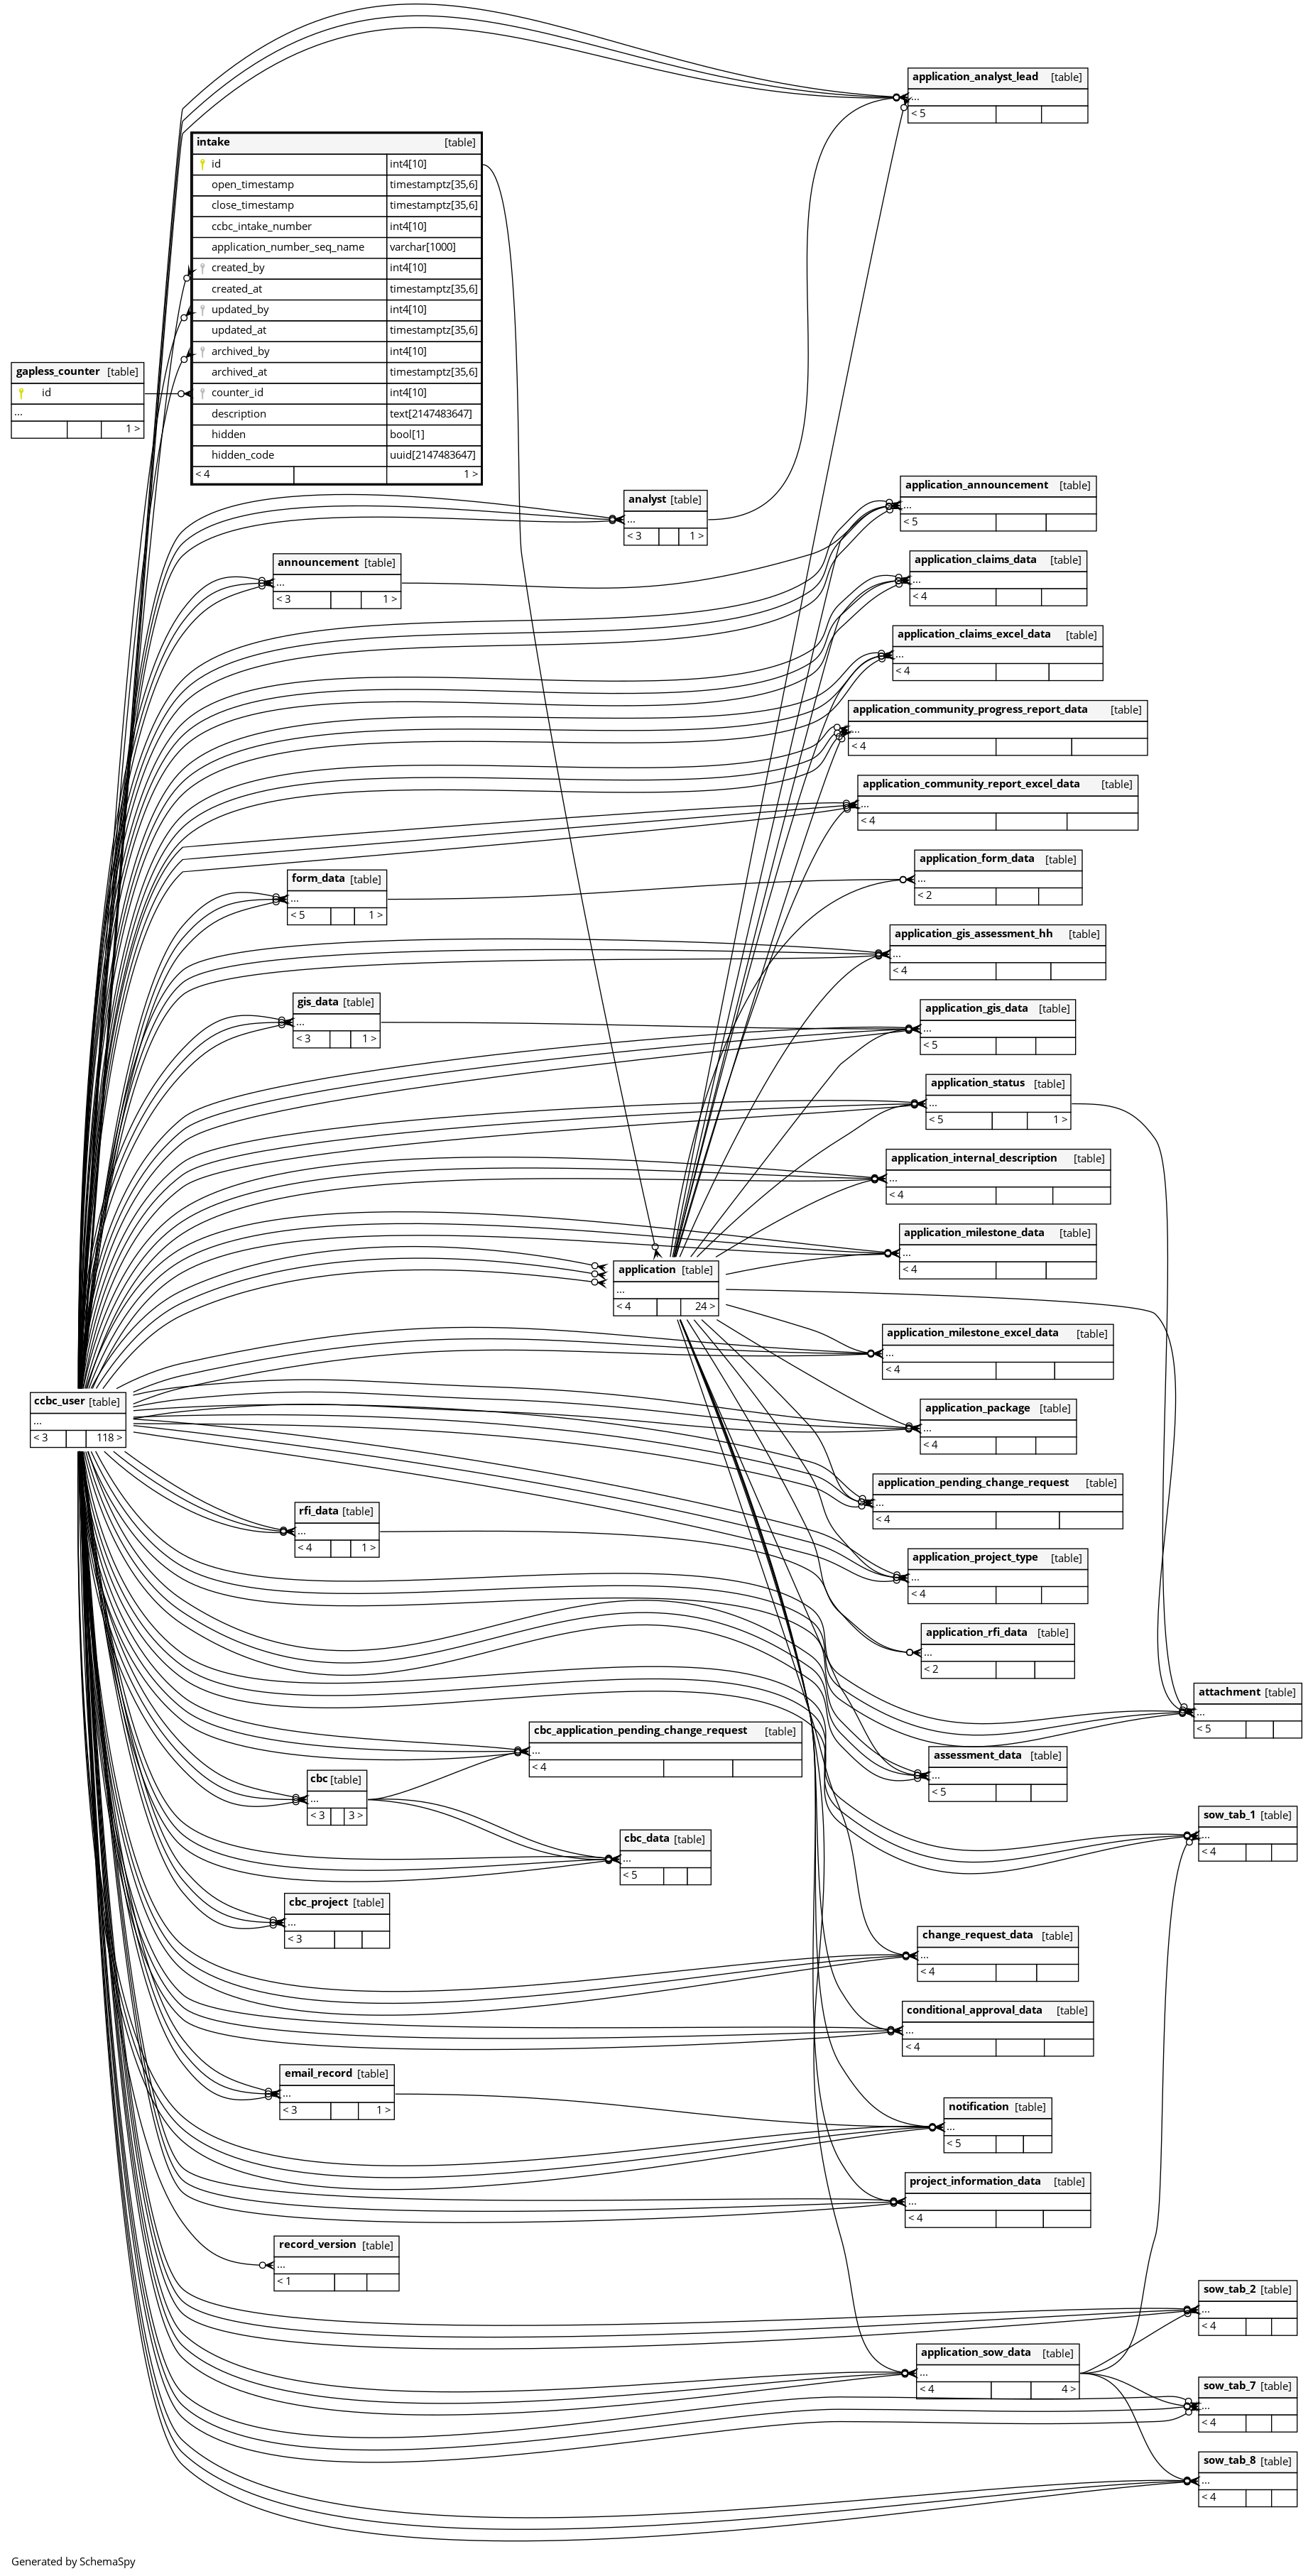 application_analyst_lead [table]
...
< 5
intake [table]
id int4[10]
open_timestamp timestamptz[35,6]
close_timestamp timestamptz[35,6]
ccbc_intake_number int4[10]
application_number_seq_name varchar[1000]
created_by int4[10]
created_at timestamptz[35,6]
updated_by int4[10]
updated_at timestamptz[35,6]
archived_by int4[10]
archived_at timestamptz[35,6]
counter_id int4[10]
description text[2147483647]
hidden bool[1]
hidden_code uuid[2147483647]
< 4 1 >
gapless_counter [table]
id
...
1 >
analyst [table]
...
< 3 1 >
application_announcement [table]
...
< 5
announcement [table]
...
< 3 1 >
application_claims_data [table]
...
< 4
application_claims_excel_data [table]
...
< 4
application_community_progress_report_data [table]
...
< 4
application_community_report_excel_data [table]
...
< 4
form_data [table]
...
< 5 1 >
application_form_data [table]
...
< 2
application_gis_assessment_hh [table]
...
< 4
gis_data [table]
...
< 3 1 >
application_gis_data [table]
...
< 5
application_status [table]
...
< 5 1 >
application_internal_description [table]
...
< 4
application_milestone_data [table]
...
< 4
application [table]
...
< 4 24 >
application_milestone_excel_data [table]
...
< 4
ccbc_user [table]
...
< 3 118 >
application_package [table]
...
< 4
application_pending_change_request [table]
...
< 4
rfi_data [table]
...
< 4 1 >
application_project_type [table]
...
< 4
application_rfi_data [table]
...
< 2
attachment [table]
...
< 5
cbc_application_pending_change_request [table]
...
< 4
assessment_data [table]
...
< 5
cbc [table]
...
< 3 3 >
sow_tab_1 [table]
...
< 4
cbc_data [table]
...
< 5
cbc_project [table]
...
< 3
change_request_data [table]
...
< 4
conditional_approval_data [table]
...
< 4
email_record [table]
...
< 3 1 >
notification [table]
...
< 5
project_information_data [table]
...
< 4
record_version [table]
...
< 1
sow_tab_2 [table]
...
< 4
application_sow_data [table]
...
< 4 4 >
sow_tab_7 [table]
...
< 4
sow_tab_8 [table]
...
< 4
Generated by SchemaSpy